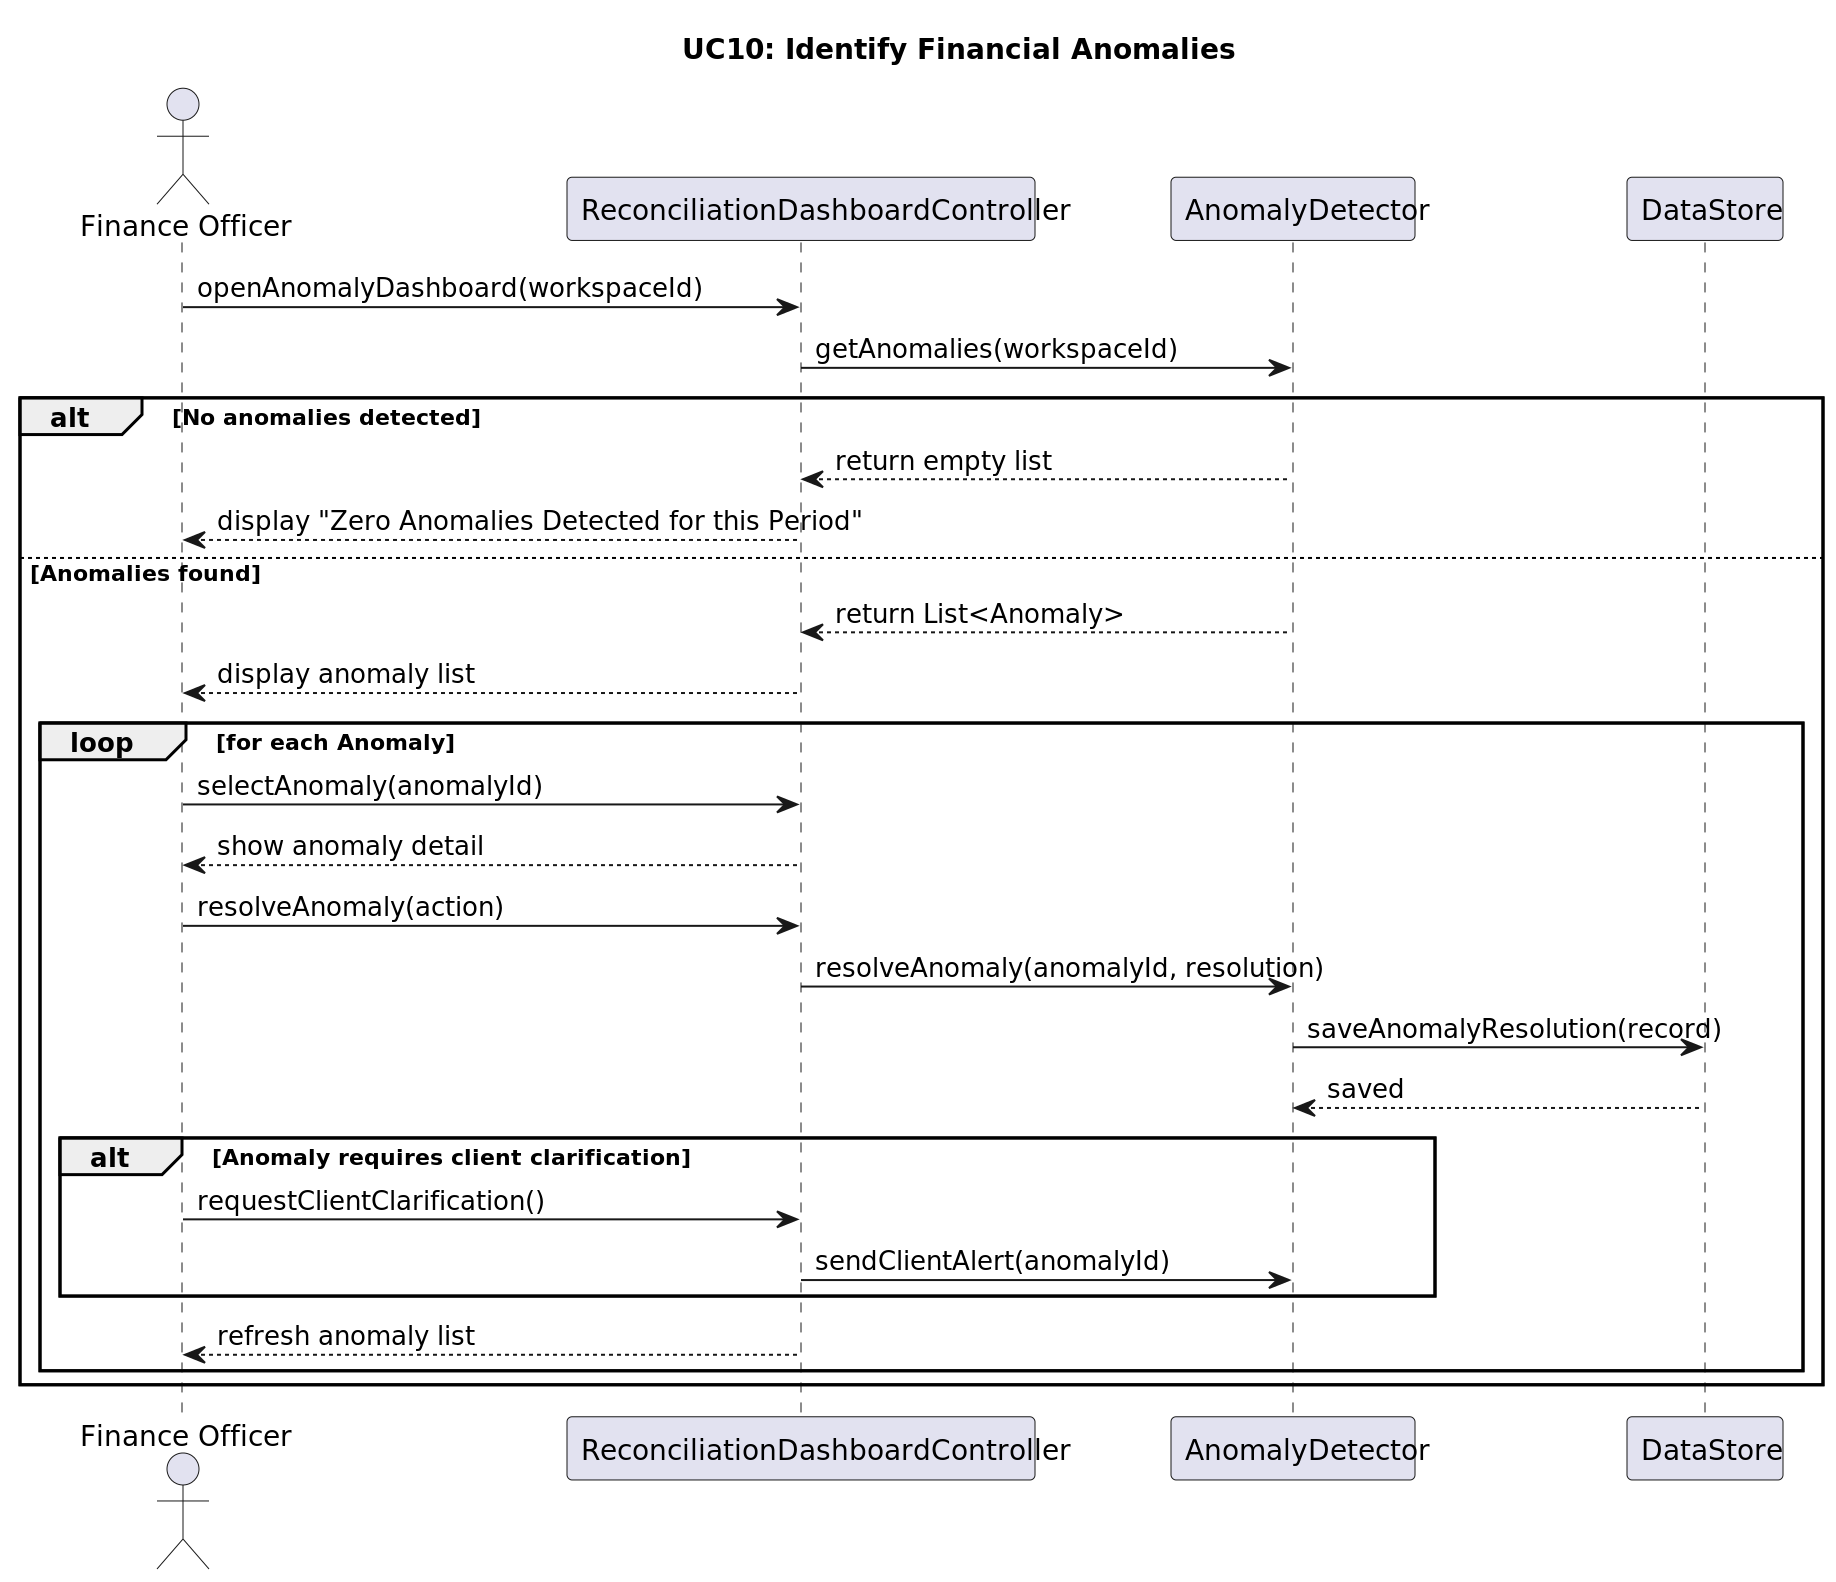 UC10: Identify Financial Anomalies
Finance Officer
ReconciliationDashboardController
AnomalyDetector
DataStore
openAnomalyDashboard(workspaceId)
getAnomalies(workspaceId)
alt
[No anomalies detected]
return empty list
display "Zero Anomalies Detected for this Period"
[Anomalies found]
return List<Anomaly>
display anomaly list
loop
[for each Anomaly]
selectAnomaly(anomalyId)
show anomaly detail
resolveAnomaly(action)
resolveAnomaly(anomalyId, resolution)
saveAnomalyResolution(record)
saved
alt
[Anomaly requires client clarification]
requestClientClarification()
sendClientAlert(anomalyId)
refresh anomaly list
Finance Officer
ReconciliationDashboardController
AnomalyDetector
DataStore